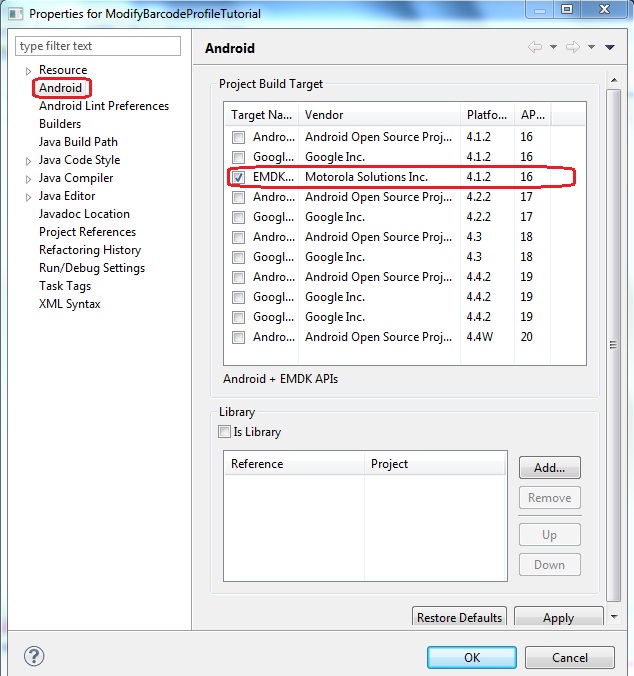 Properties for ModifyBarcodeProfileTutorial
type filter text
Resource
Android
Android Lint Preferences
Builders
Java Build Path
Java Code Style
Java Compiler
Java Editor
Javadoc Location
Project References
Refactoring History
Run/Debug Settings
Task Tags
XML Syntax
Android
Project Build Target
Target Na... Vendor Platfo... AP...
Andro... Android Open Source Proj... 4.1.2 16
Googl... Google Inc. 4.1.2 16
EMDK... Motorola Solutions Inc. 4.1.2 16
Andro... Android Open Source Proj... 4.2.2 17
Googl... Google Inc. 4.2.2 17
Andro... Android Open Source Proj... 4.3 18
Googl... Google Inc. 4.3 18
Andro... Android Open Source Proj... 4.4.2 19
Googl... Google Inc. 4.4.2 19
Googl... Google Inc. 4.4.2 19
Andro... Android Open Source Proj... 4.4W 20
Android + EMDK APIs
Library
Is Library
Reference Project
Add...
Remove
Up
Down
Restore Defaults Apply
OK Cancel